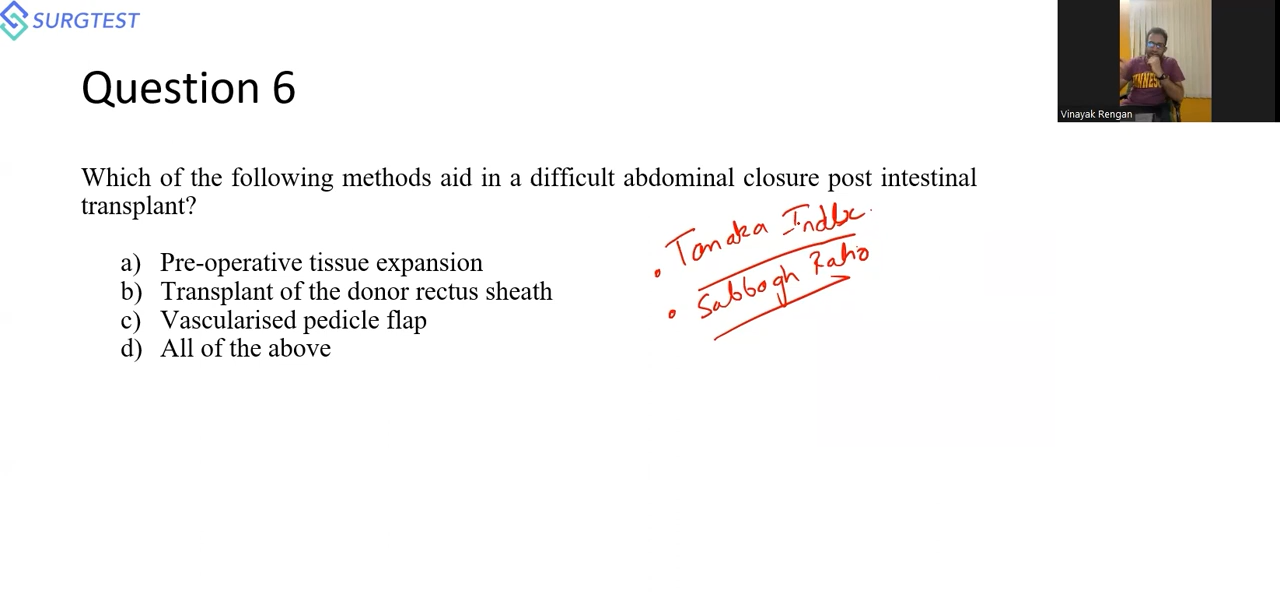 SURGTEST
Question 6
Vinayak Rengan
Which of the following methods aid in a difficult abdominal closure post intestinal
transplant?
a) Pre-operative tissue expansion
b) Transplant of the donor rectus sheath
c) Vascularised pedicle flap
d) All of the above
• Tanaka Index
• Sabbagh Ratio